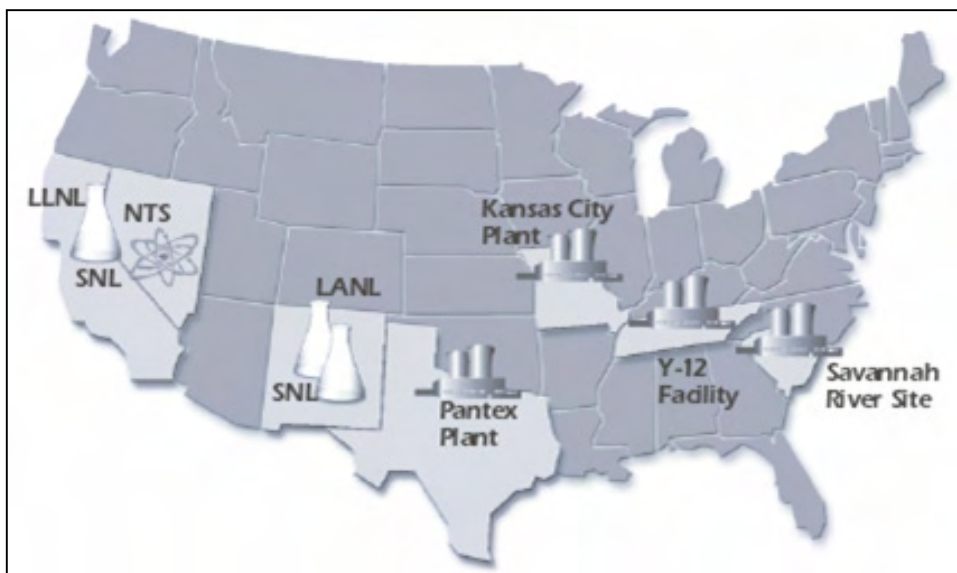 LLNL
NTS
SNL
LANL
SNL
Kansas City
Plant
Pantex
Plant
Y-12
Facility
Savannah
River Site